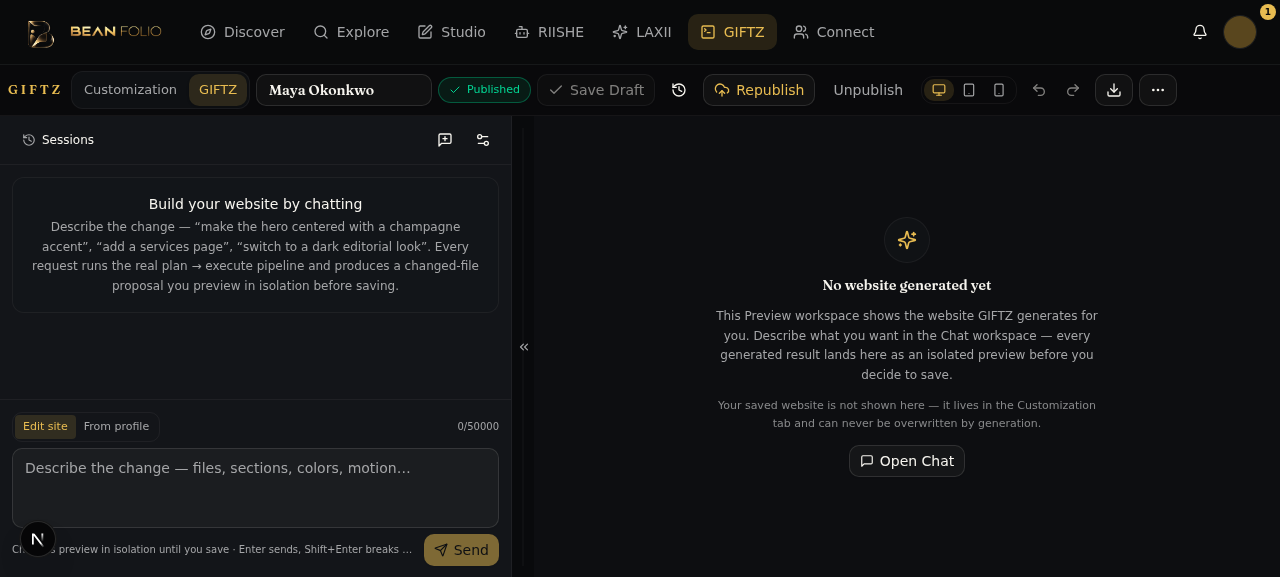 BEAN FOLIO
Discover
Explore
Studio
RIISHE
LAXII
GIFTZ
Connect
1
GIFTZ
Customization
GIFTZ
Maya Okonkwo
Published
Save Draft
Republish
Unpublish
Sessions
Build your website by chatting
Describe the change — “make the hero centered with a champagne
accent”, “add a services page”, “switch to a dark editorial look”. Every
request runs the real plan → execute pipeline and produces a changed-file
proposal you preview in isolation before saving.
Edit site
From profile
0/50000
Describe the change — files, sections, colors, motion…
preview in isolation until you save · Enter sends, Shift+Enter breaks ...
Send
N
No website generated yet
This Preview workspace shows the website GIFTZ generates for
you. Describe what you want in the Chat workspace — every
generated result lands here as an isolated preview before you
decide to save.
Your saved website is not shown here — it lives in the Customization
tab and can never be overwritten by generation.
Open Chat